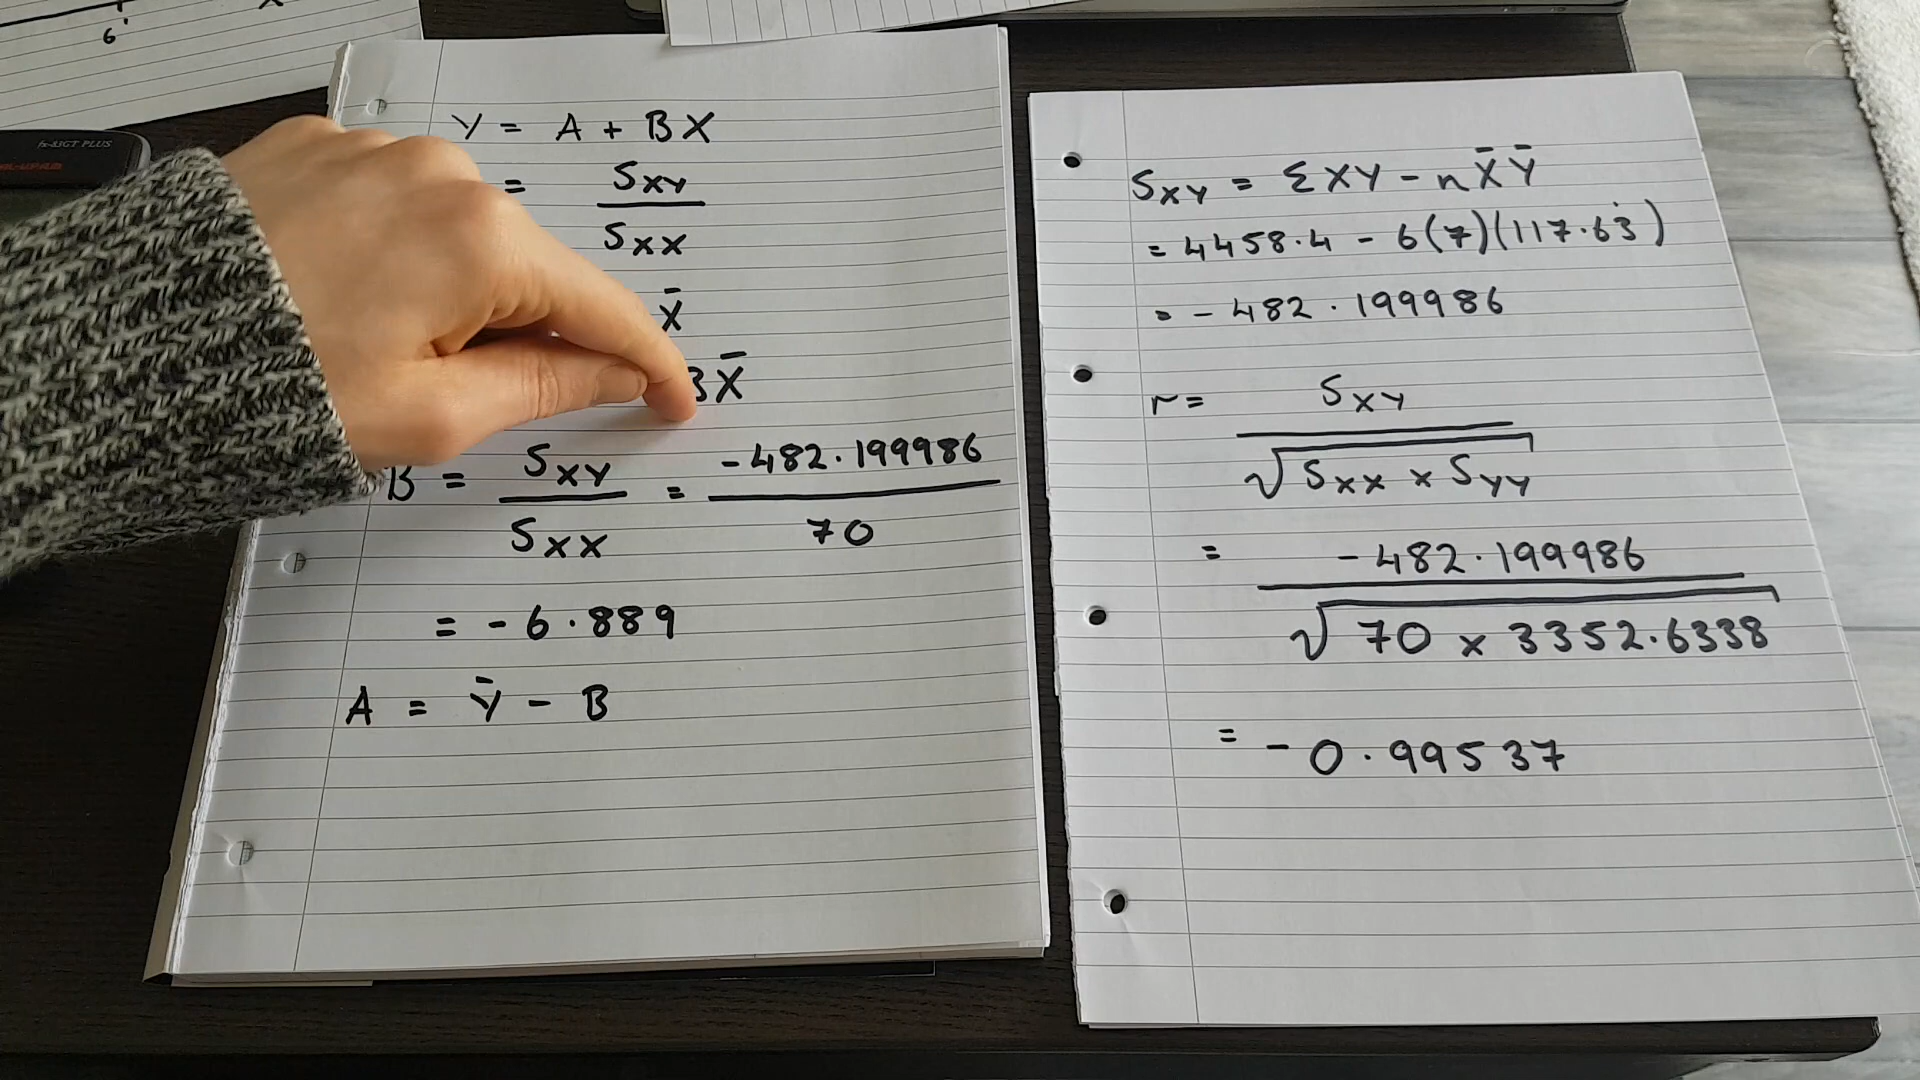 6
fx-83GT PLUS
Y = A + BX
= SXY
SXX
X̄
BX̄
B = SXY = -482.199986
SXX 70
= -6.889
A = Ȳ - B
SXY = ΣXY - nX̄Ȳ
= 4458.4 - 6(7)(117.63̇)
= -482.199986
r = SXY
√SXX × SYY
= -482.199986
√70 × 3352.6338
= -0.99537